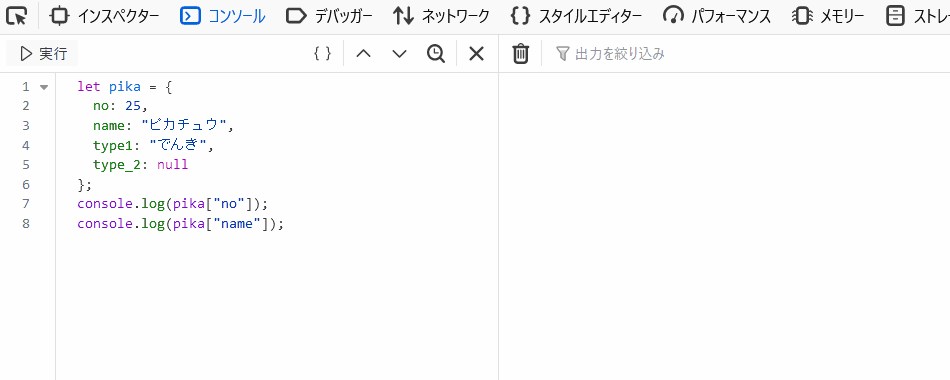 インスペクター コンソール デバッガー ネットワーク スタイルエディター パフォーマンス メモリー ストレ
実行 { } 出力を絞り込み
1 let pika = {
2 no: 25,
3 name: "ピカチュウ",
4 type1: "でんき",
5 type_2: null
6 };
7 console.log(pika["no"]);
8 console.log(pika["name"]);